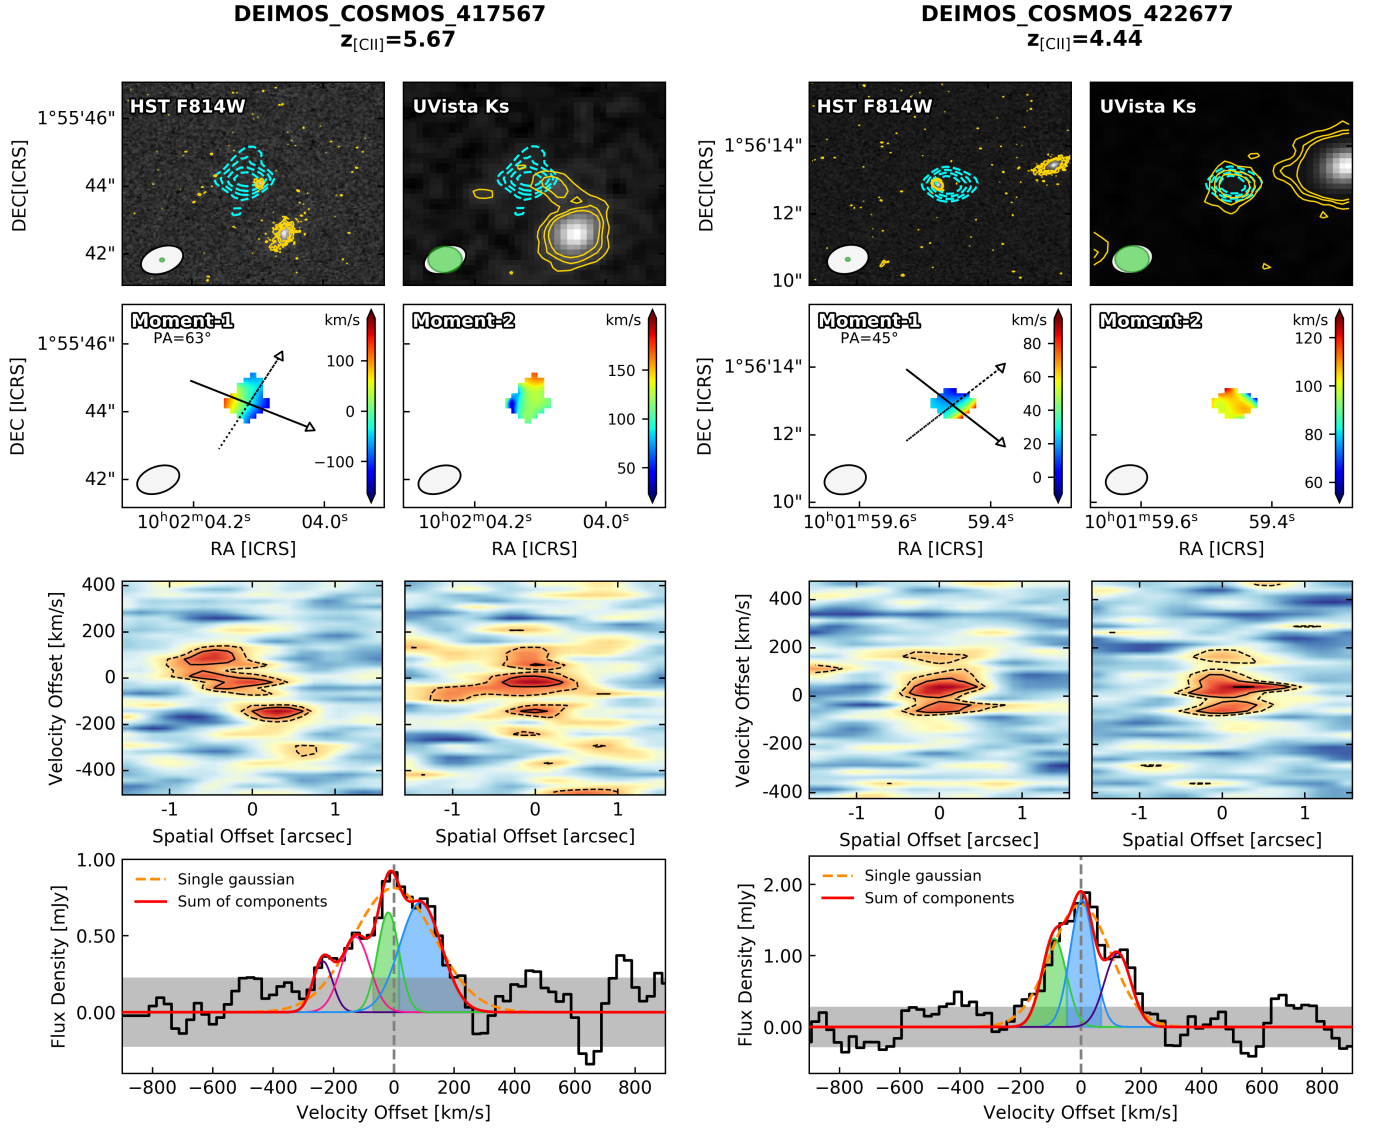 DEIMOS_COSMOS_417567
z[CII]=5.67
HST F814W
UVista Ks
1°55'46"
44"
42"
DEC[ICRS]
Moment-1
PA=63°
km/s
100
0
−100
Moment-2
km/s
150
100
50
1°55'46"
44"
42"
DEC [ICRS]
10h02m04.2s
04.0s
10h02m04.2s
04.0s
RA [ICRS]
RA [ICRS]
400
200
0
-200
-400
Velocity Offset [km/s]
-1
0
1
-1
0
1
Spatial Offset [arcsec]
Spatial Offset [arcsec]
1.00
0.50
0.00
Flux Density [mJy]
Single gaussian
Sum of components
−800
−600
−400
−200
0
200
400
600
800
Velocity Offset [km/s]
DEIMOS_COSMOS_422677
z[CII]=4.44
HST F814W
UVista Ks
1°56'14"
12"
10"
DEC[ICRS]
Moment-1
PA=45°
km/s
80
60
40
20
0
Moment-2
km/s
120
100
80
60
1°56'14"
12"
10"
DEC [ICRS]
10h01m59.6s
59.4s
10h01m59.6s
59.4s
RA [ICRS]
RA [ICRS]
400
200
0
-200
-400
Velocity Offset [km/s]
-1
0
1
-1
0
1
Spatial Offset [arcsec]
Spatial Offset [arcsec]
2.00
1.00
0.00
Flux Density [mJy]
Single gaussian
Sum of components
−800
−600
−400
−200
0
200
400
600
800
Velocity Offset [km/s]